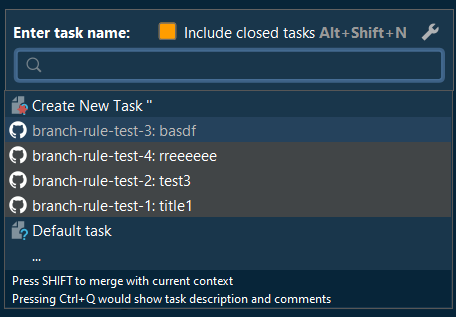 Enter task name: Include closed tasks Alt+Shift+N
Create New Task ''
branch-rule-test-3: basdf
branch-rule-test-4: rreeeeee
branch-rule-test-2: test3
branch-rule-test-1: title1
Default task
...
Press SHIFT to merge with current context
Pressing Ctrl+Q would show task description and comments